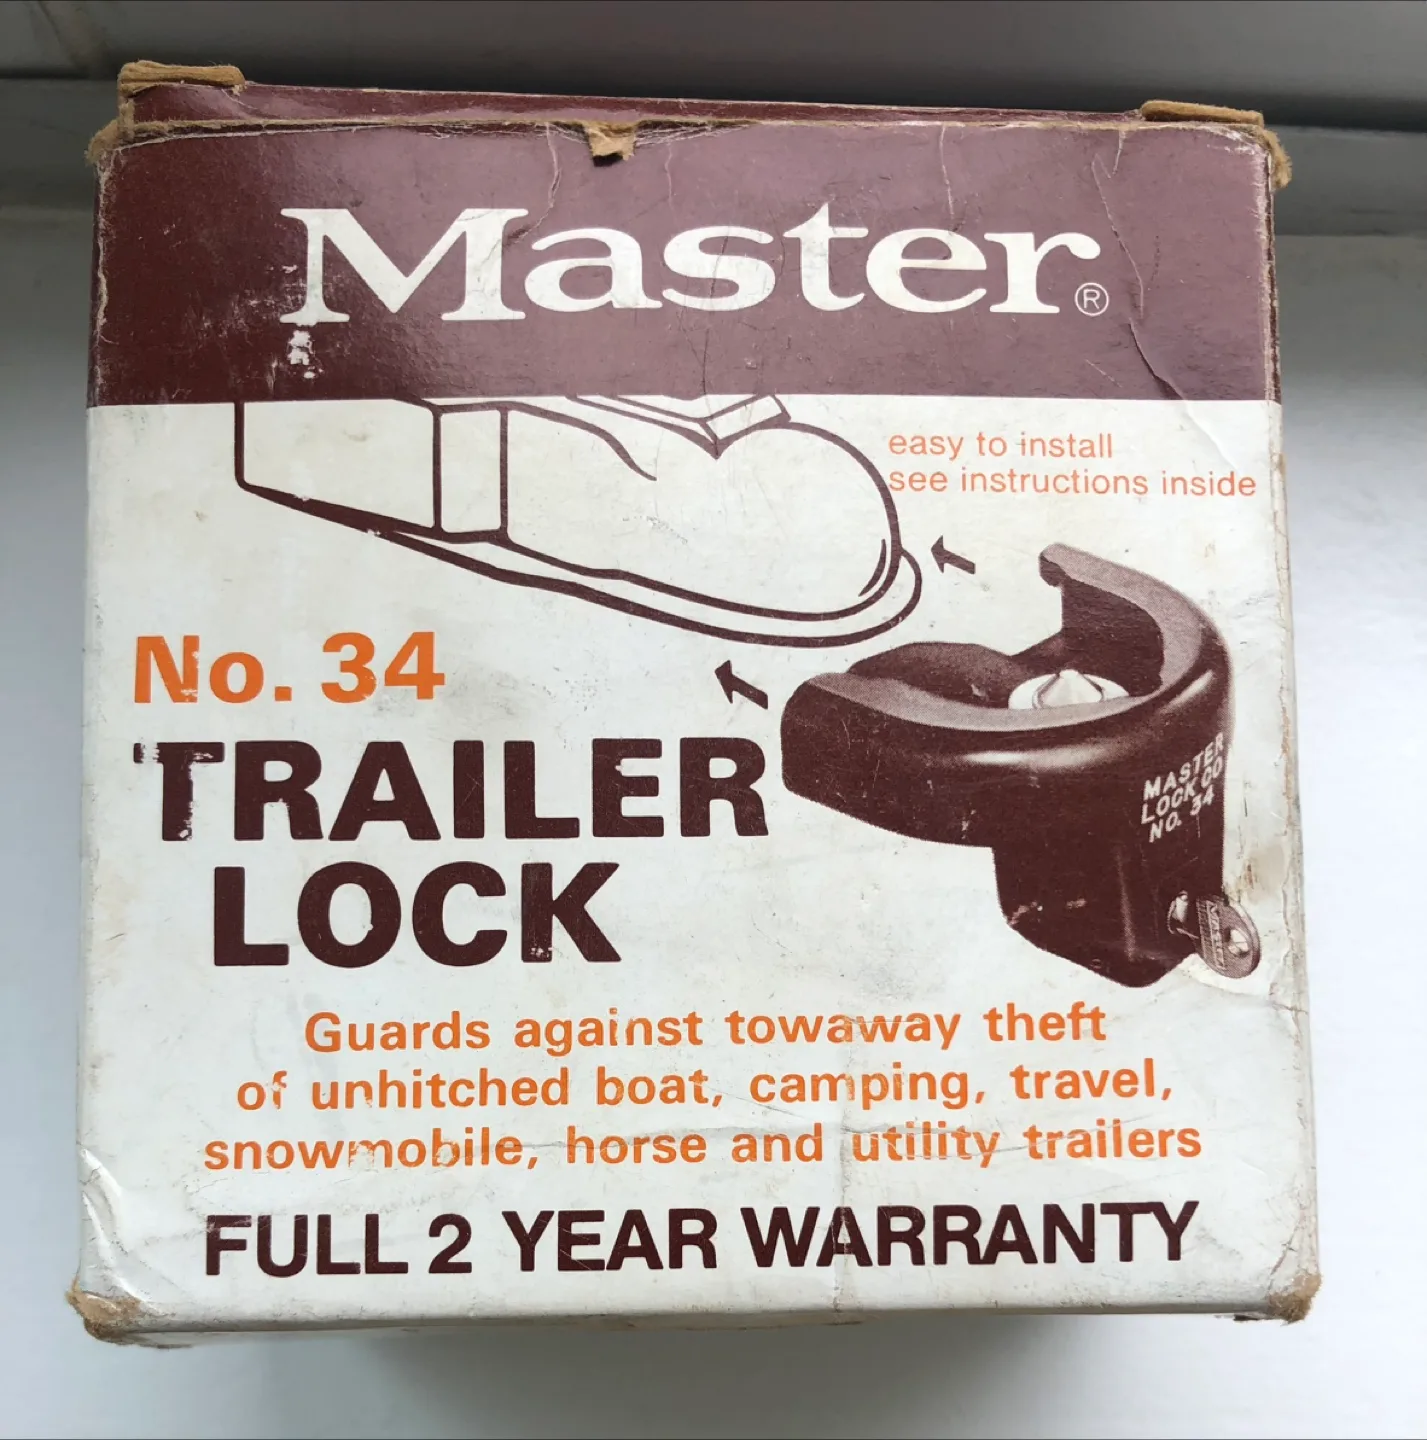 Master®
easy to install
see instructions inside
No. 34
TRAILER
LOCK
MASTER
LOCK CO
NO. 34
Guards against towaway theft
of unhitched boat, camping, travel,
snowmobile, horse and utility trailers
FULL 2 YEAR WARRANTY